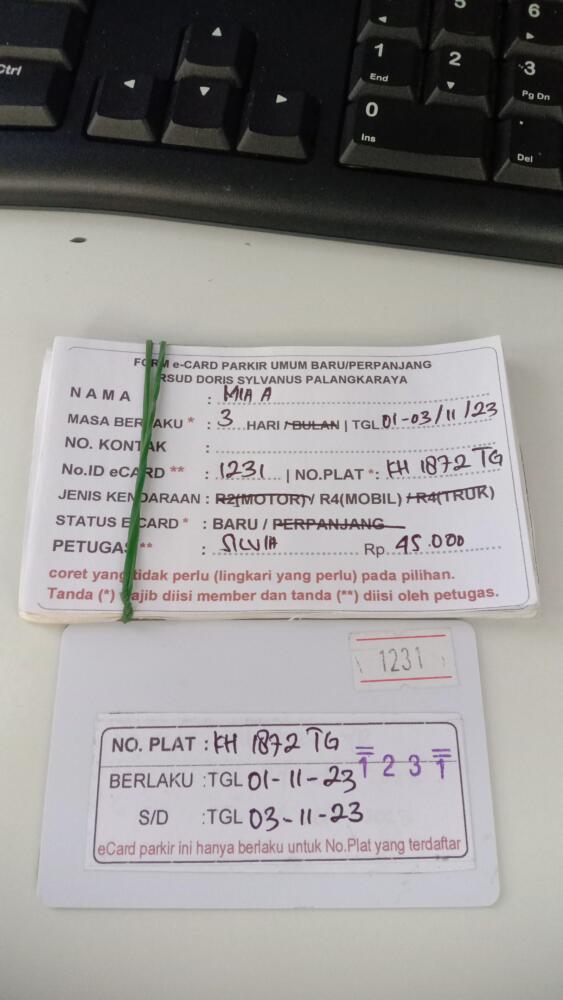 Ctrl
5
6
1
End
2
3
Pg Dn
0
Ins
.
Del
FORM e-CARD PARKIR UMUM BARU/PERPANJANG
RSUD DORIS SYLVANUS PALANGKARAYA
NAMA : MIA A
MASA BERLAKU * : 3 HARI / BULAN | TGL 01-03/11/23
NO. KONTAK :
No.ID eCARD ** : 1231 | NO.PLAT *: KH 1872 TG
JENIS KENDARAAN : R2(MOTOR) / R4(MOBIL) / R4(TRUK)
STATUS E CARD * : BARU / PERPANJANG
PETUGAS ** : SILVIA Rp. 45.000
coret yang tidak perlu (lingkari yang perlu) pada pilihan.
Tanda (*) wajib diisi member dan tanda (**) diisi oleh petugas.
1231
NO. PLAT : KH 1872 TG
1231
BERLAKU :TGL 01-11-23
S/D :TGL 03-11-23
eCard parkir ini hanya berlaku untuk No.Plat yang terdaftar